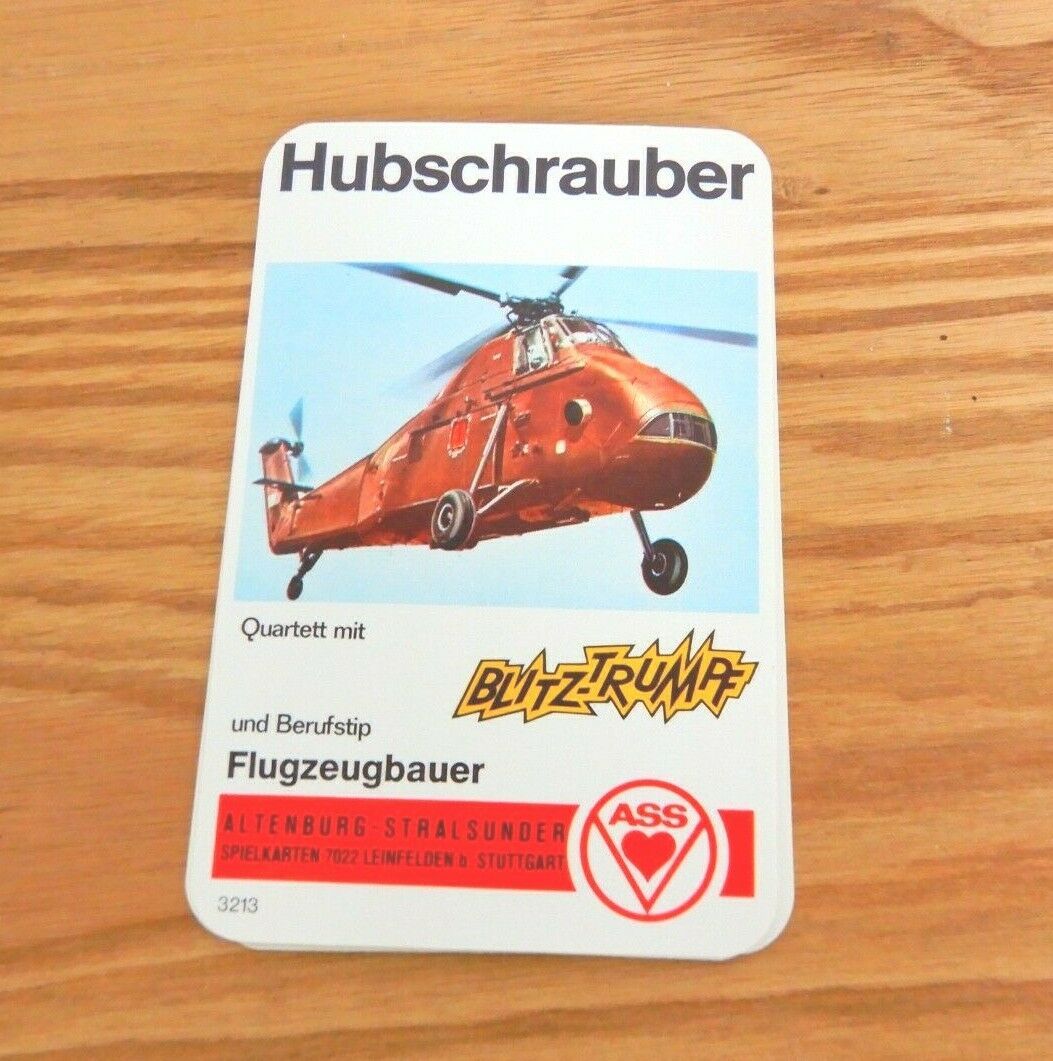 Hubschrauber
Quartett mit
BLITZ-TRUMPF
und Berufstip
Flugzeugbauer
ALTENBURG-STRALSUNDER
SPIELKARTEN 7022 LEINFELDEN b. STUTTGART
ASS
3213